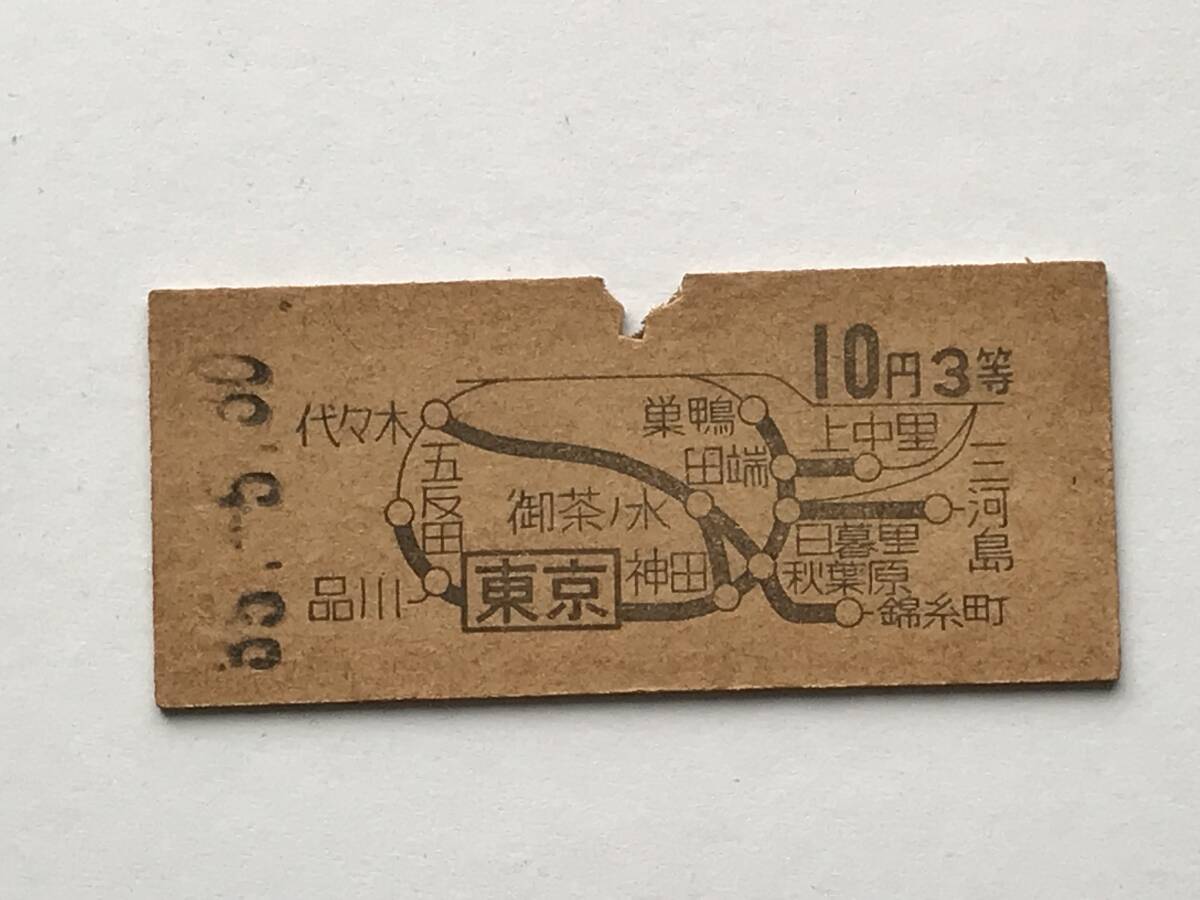 10円3等
代々木
巣鴨
上中里
五反田
田端
三河島
御茶ノ水
日暮里
品川
東京
神田
秋葉原
錦糸町